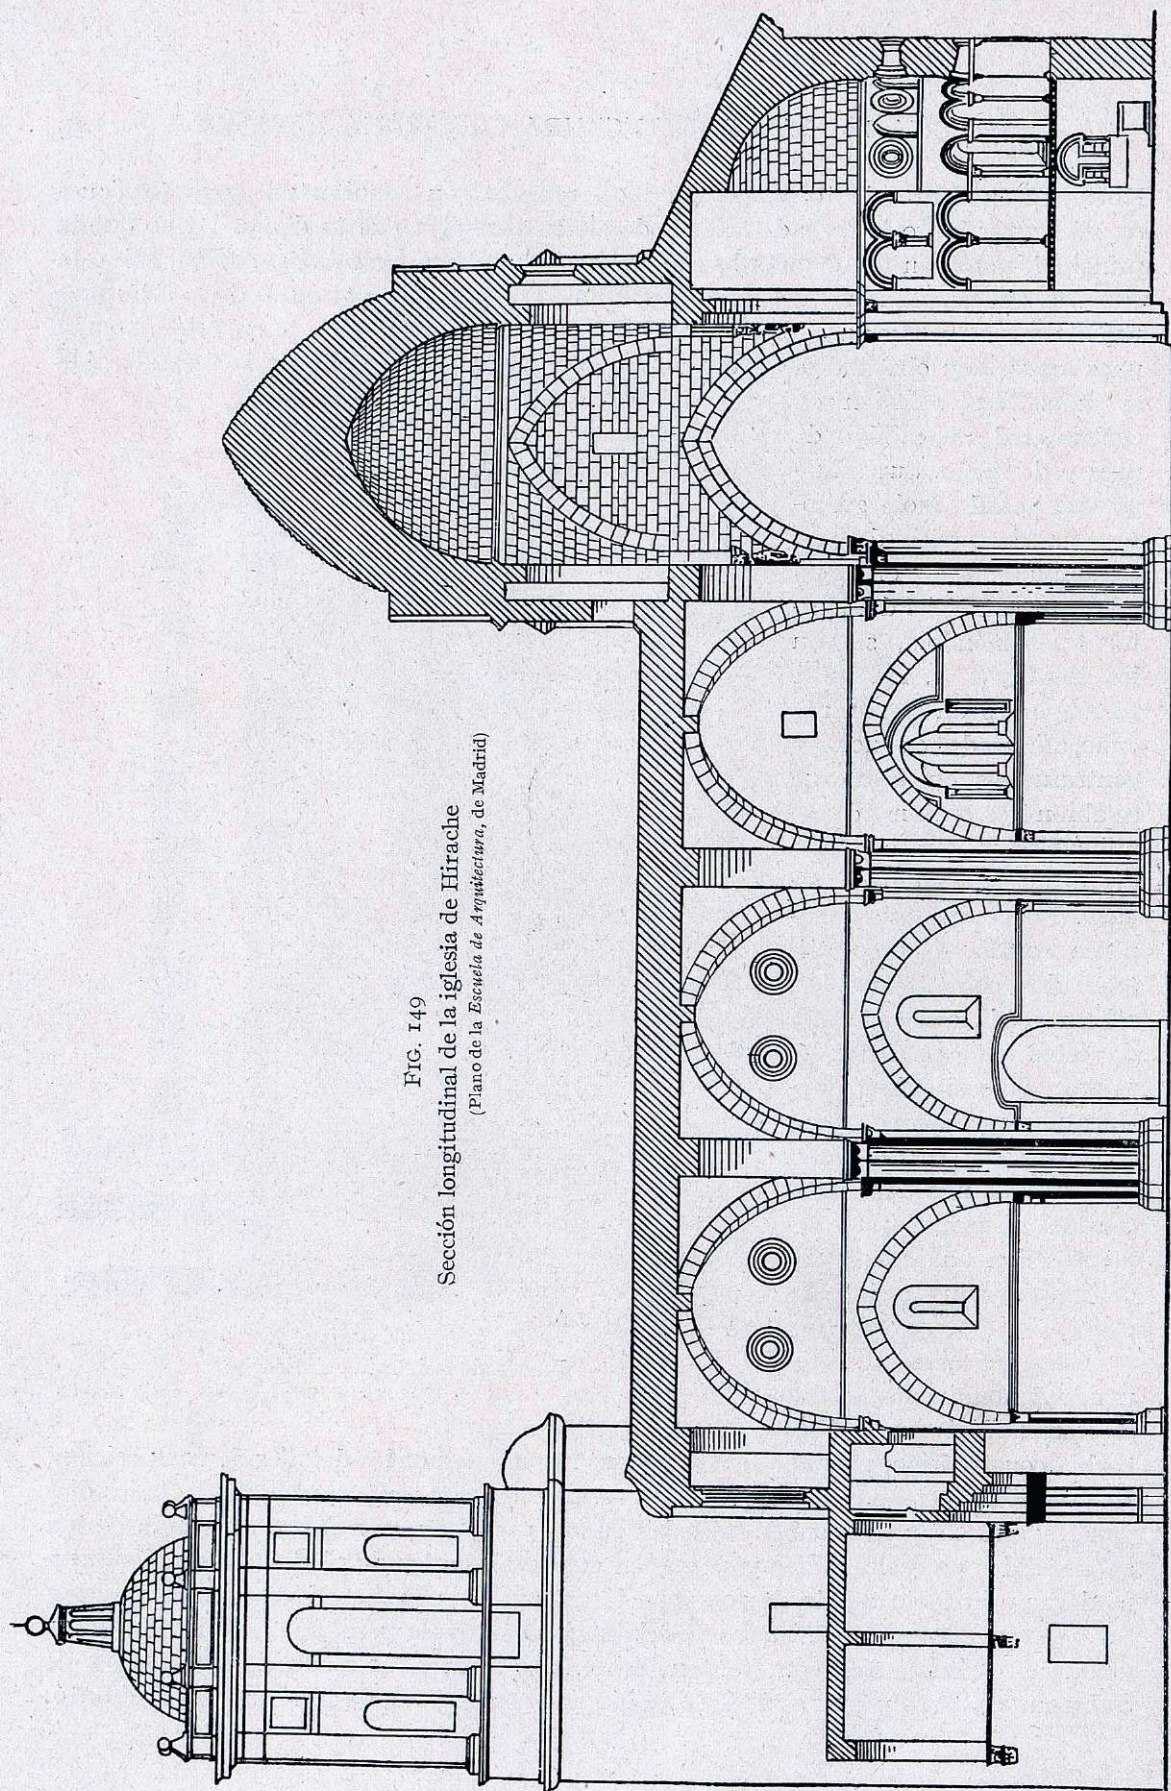 FIG. 149
Sección longitudinal de la iglesia de Hirache
(Plano de la Escuela de Arquitectura, de Madrid)